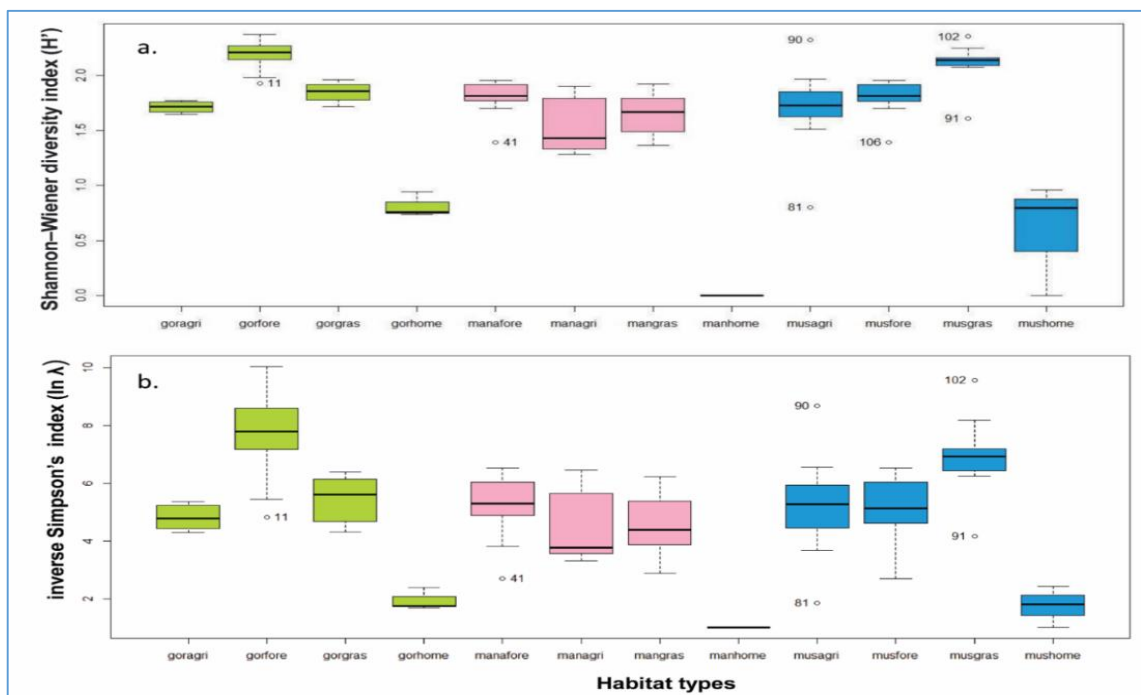 Shannon–Wiener diversity index (H')
a.
0.0 0.5 1.0 1.5 2.0
11
41
81
90
106
91
102
goragri gorfore gorgras gorhome manafore managri mangras manhome musagri musfore musgras mushome
inverse Simpson's index (ln λ)
b.
2 4 6 8 10
11
41
81
90
91
102
goragri gorfore gorgras gorhome manafore managri mangras manhome musagri musfore musgras mushome
Habitat types